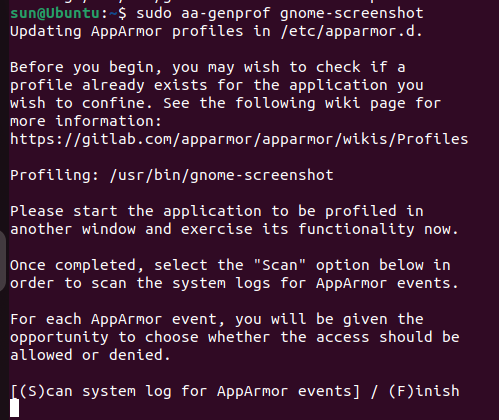 sun@Ubuntu:~$ sudo aa-genprof gnome-screenshot
Updating AppArmor profiles in /etc/apparmor.d.
Before you begin, you may wish to check if a
profile already exists for the application you
wish to confine. See the following wiki page for
more information:
https://gitlab.com/apparmor/apparmor/wikis/Profiles
Profiling: /usr/bin/gnome-screenshot
Please start the application to be profiled in
another window and exercise its functionality now.
Once completed, select the "Scan" option below in
order to scan the system logs for AppArmor events.
For each AppArmor event, you will be given the
opportunity to choose whether the access should be
allowed or denied.
[(S)can system log for AppArmor events] / (F)inish